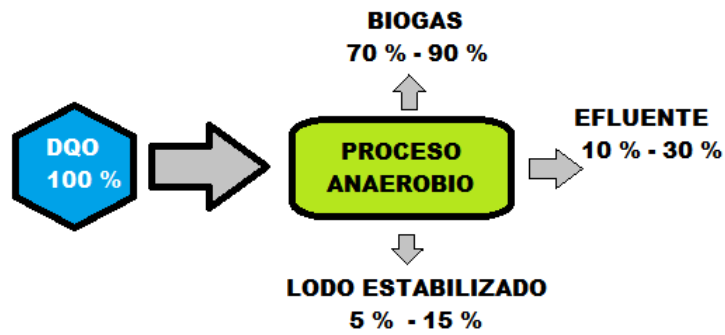 BIOGAS
70 % - 90 %
DQO
100 %
PROCESO
ANAEROBIO
EFLUENTE
10 % - 30 %
LODO ESTABILIZADO
5 % - 15 %